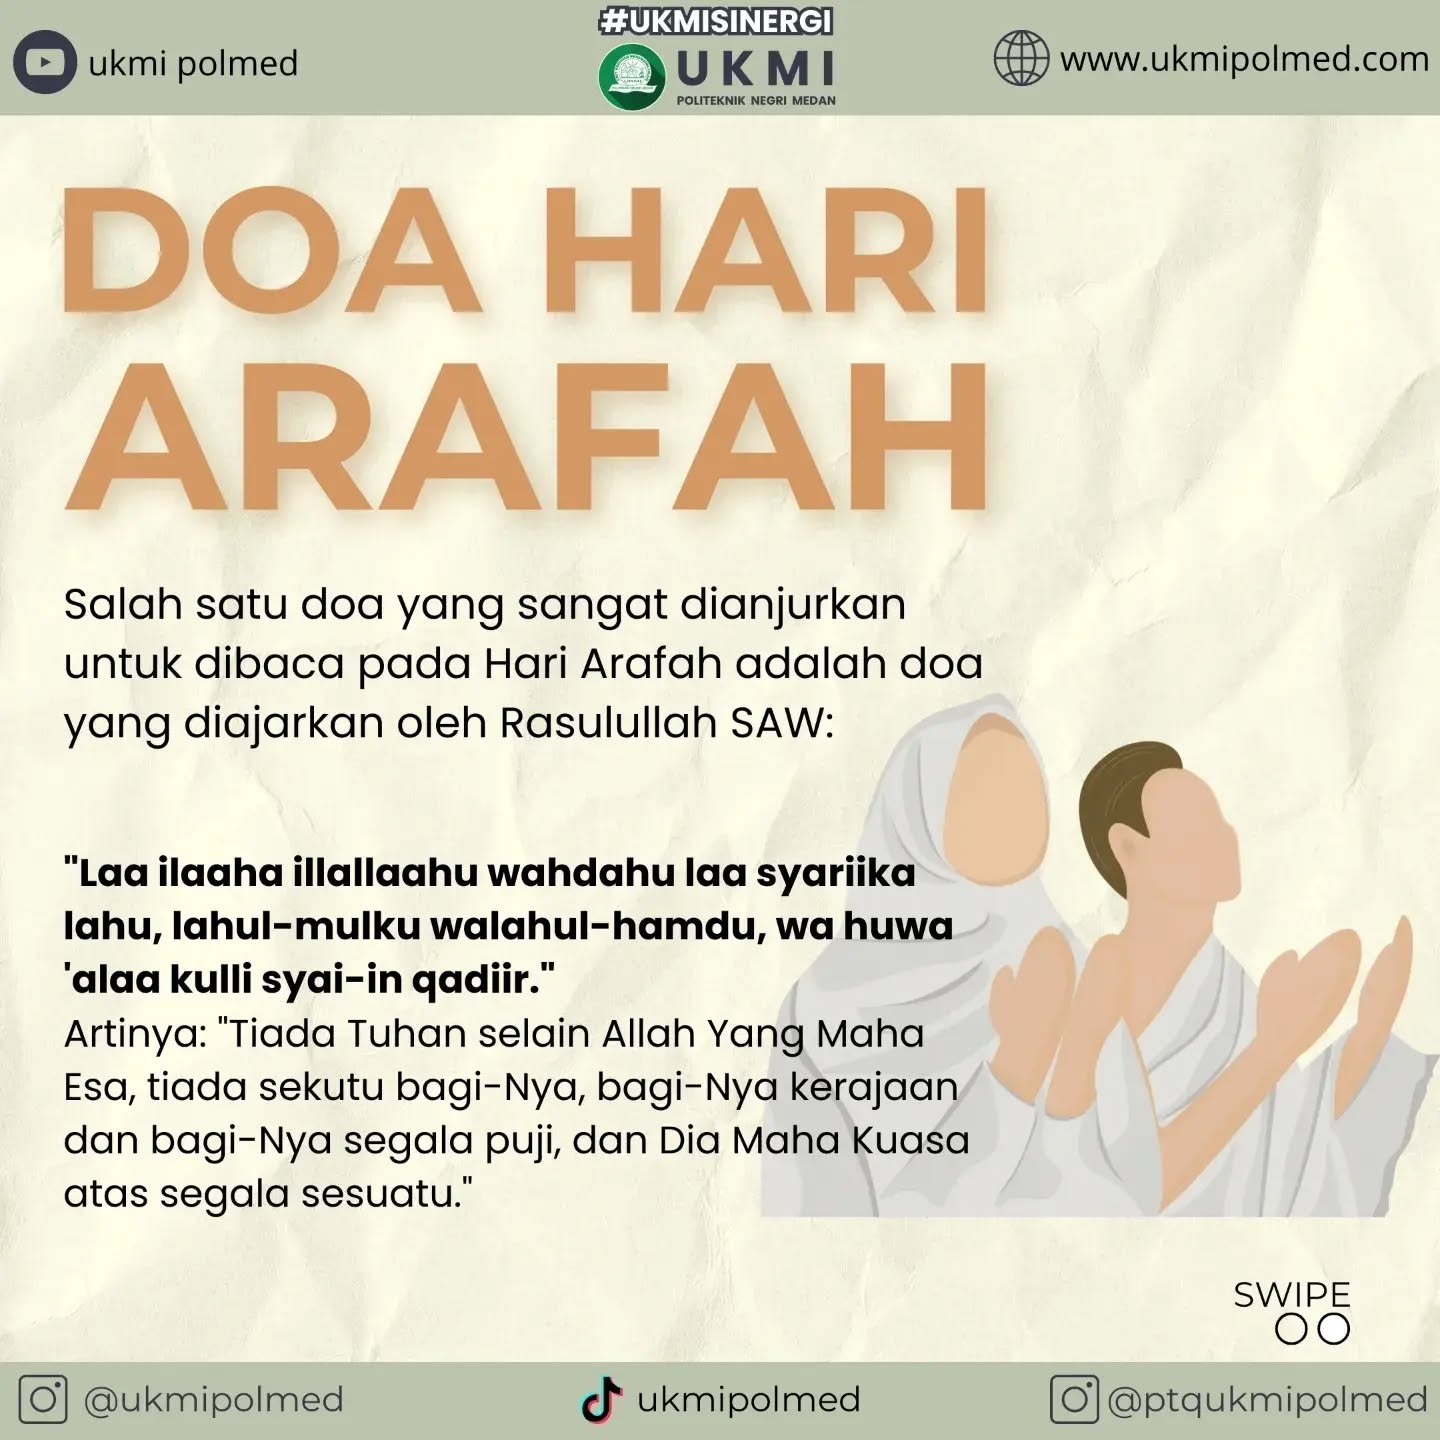 ukmi polmed
#UKMISINERGI
UKMI
POLITEKNIK NEGRI MEDAN
www.ukmipolmed.com
DOA HARI
ARAFAH
Salah satu doa yang sangat dianjurkan
untuk dibaca pada Hari Arafah adalah doa
yang diajarkan oleh Rasulullah SAW:
"Laa ilaaha illallaahu wahdahu laa syariika
lahu, lahul-mulku walahul-hamdu, wa huwa
'alaa kulli syai-in qadiir."
Artinya: "Tiada Tuhan selain Allah Yang Maha
Esa, tiada sekutu bagi-Nya, bagi-Nya kerajaan
dan bagi-Nya segala puji, dan Dia Maha Kuasa
atas segala sesuatu."
SWIPE
@ukmipolmed
ukmipolmed
@ptqukmipolmed